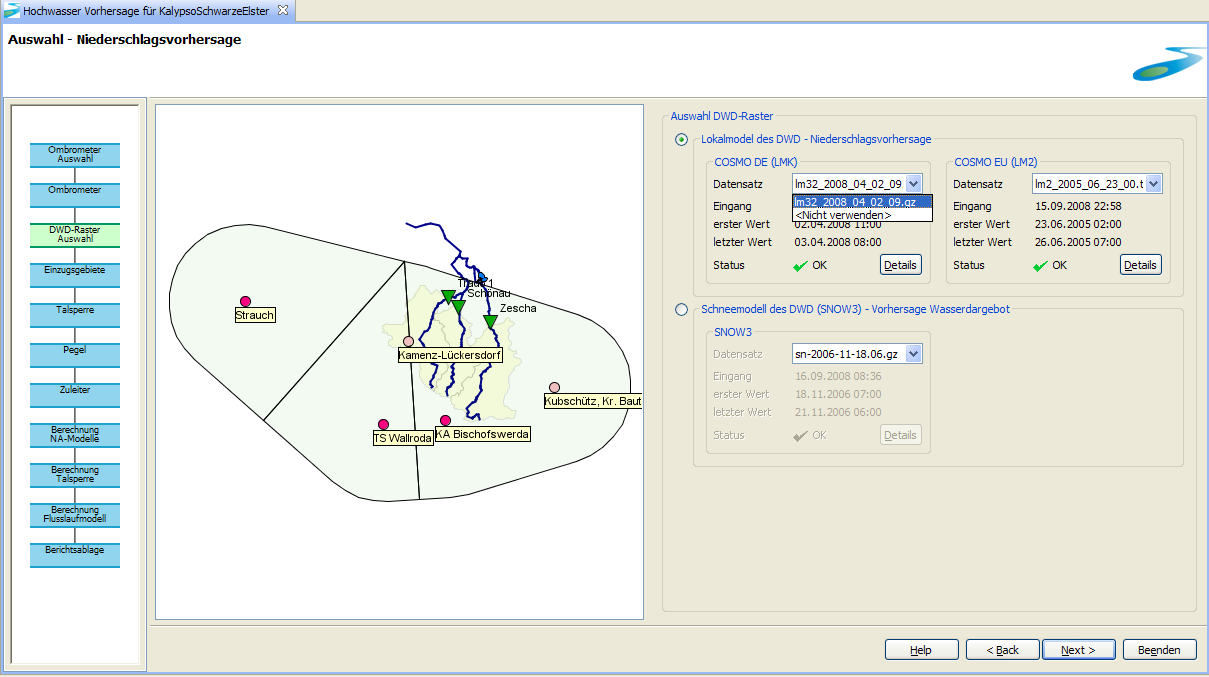 Hochwasser Vorhersage für KalypsoSchwarzeElster
Auswahl - Niederschlagsvorhersage
Ombrometer
Auswahl
Ombrometer
DWD-Raster
Auswahl
Einzugsgebiete
Talsperre
Pegel
Zuleiter
Berechnung
NA-Modelle
Berechnung
Talsperre
Berechnung
Flusslaufmodell
Berichtsablage
Schönau
Zescha
Strauch
Kamenz-Lückersdorf
Kubschütz, Kr. Baut
TS Wallroda
KA Bischofswerda
Auswahl DWD-Raster
Lokalmodel des DWD - Niederschlagsvorhersage
COSMO DE (LMK)
Datensatz lm32_2008_04_02_09
lm32_2008_04_02_09.gz
<Nicht verwenden>
Eingang
erster Wert 02.04.2008 11:00
letzter Wert 03.04.2008 08:00
Status OK Details
COSMO EU (LM2)
Datensatz lm2_2005_06_23_00.t
Eingang 15.09.2008 22:58
erster Wert 23.06.2005 02:00
letzter Wert 26.06.2005 07:00
Status OK Details
Schneemodell des DWD (SNOW3) - Vorhersage Wasserdargebot
SNOW3
Datensatz sn-2006-11-18.06.gz
Eingang 16.09.2008 08:36
erster Wert 18.11.2006 07:00
letzter Wert 21.11.2006 06:00
Status OK Details
Help
< Back
Next >
Beenden